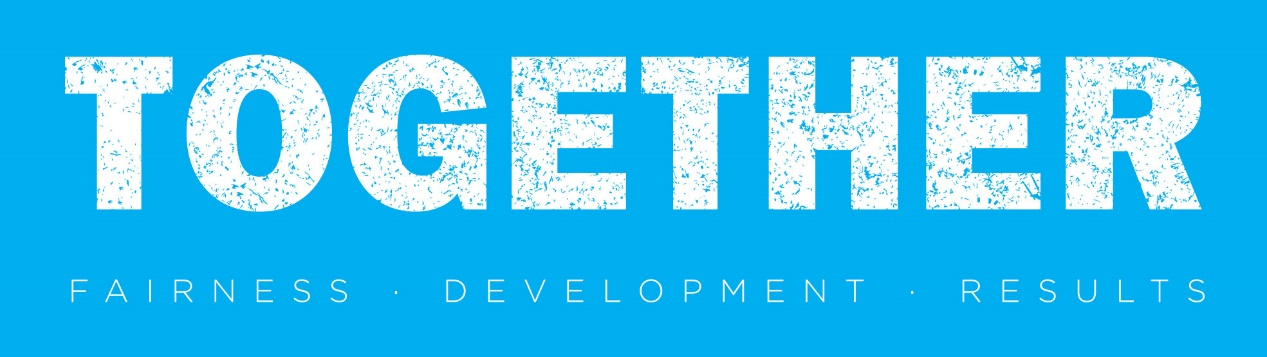 TOGETHER
FAIRNESS · DEVELOPMENT · RESULTS